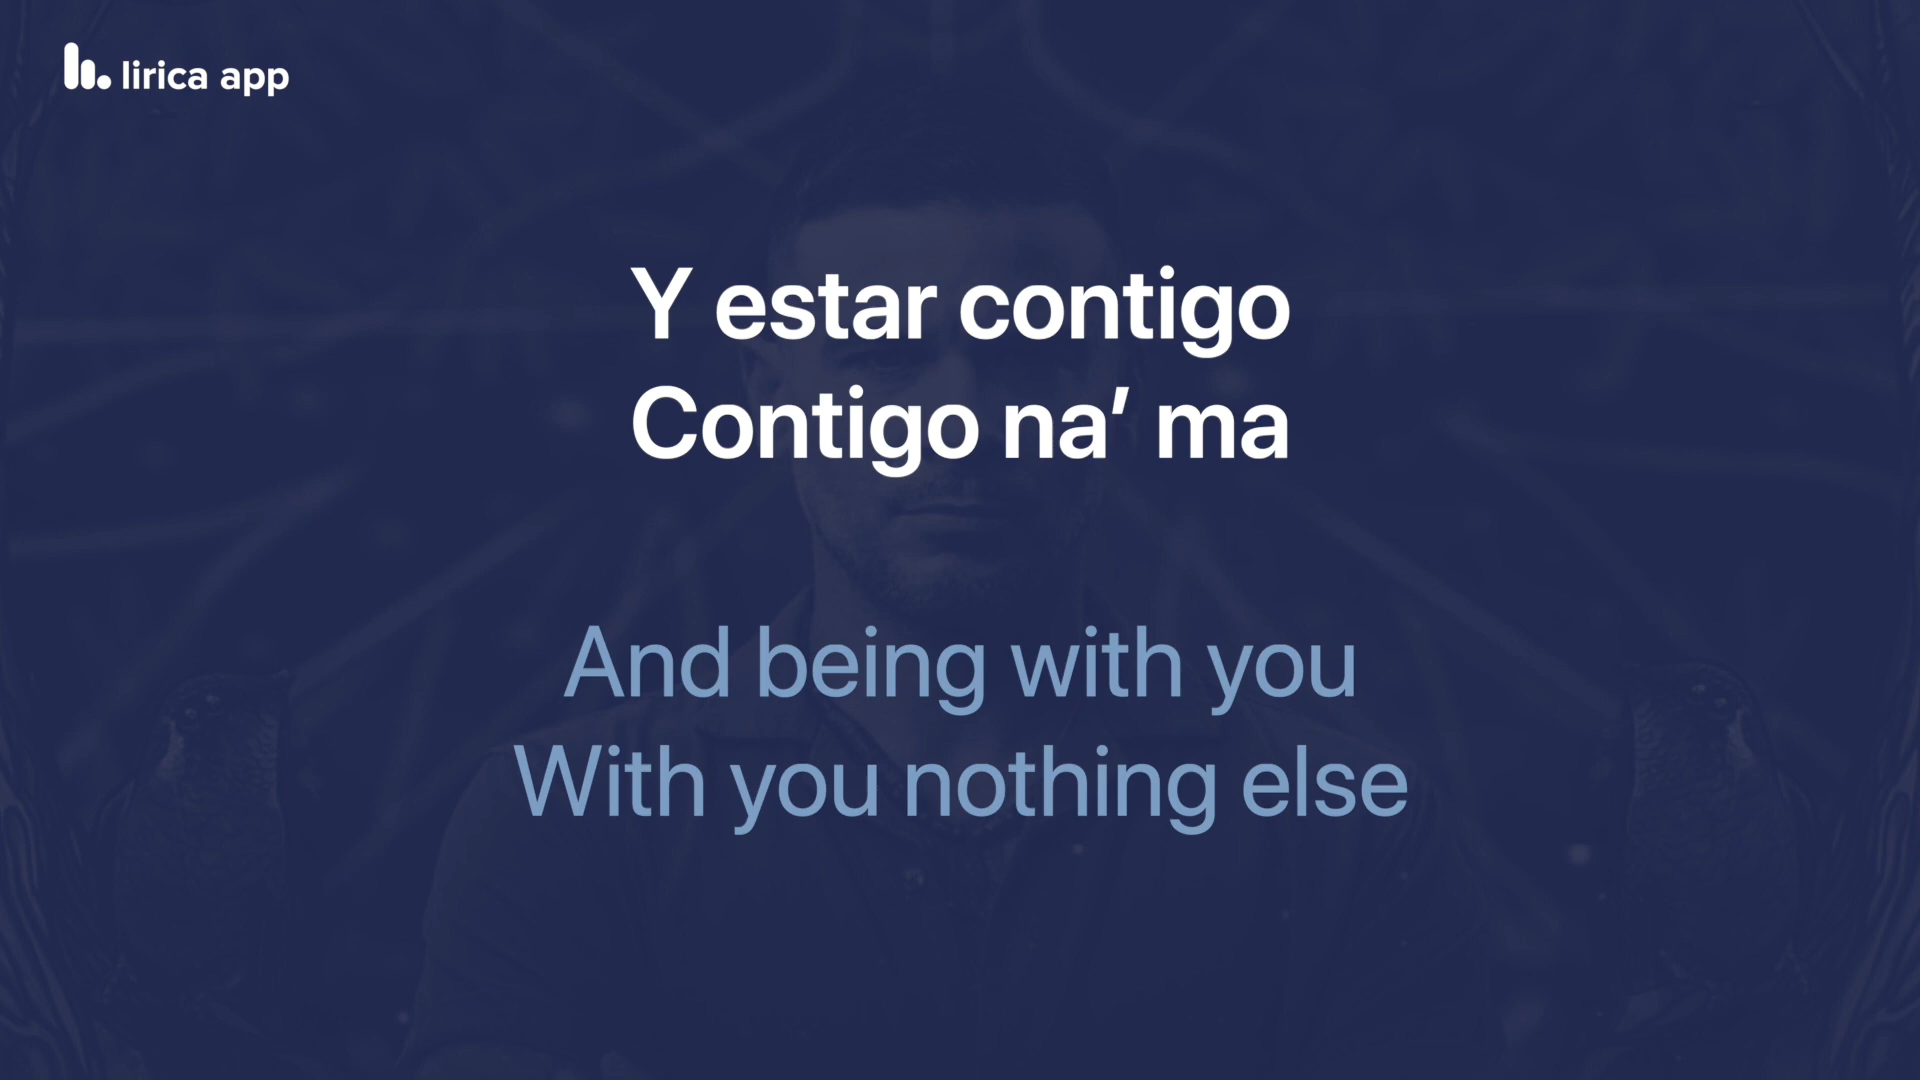 lirica app
Y estar contigo
Contigo na’ ma
And being with you
With you nothing else